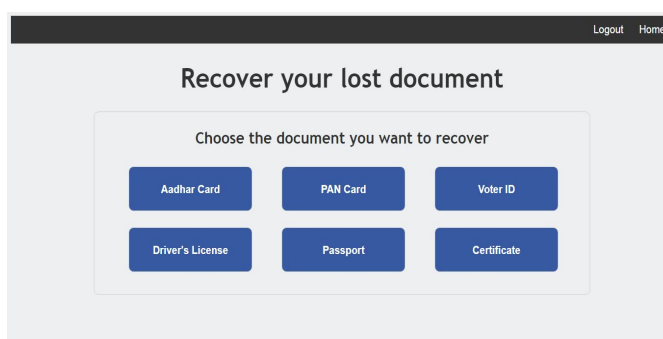 Logout Home
Recover your lost document
Choose the document you want to recover
Aadhar Card PAN Card Voter ID
Driver's License Passport Certificate